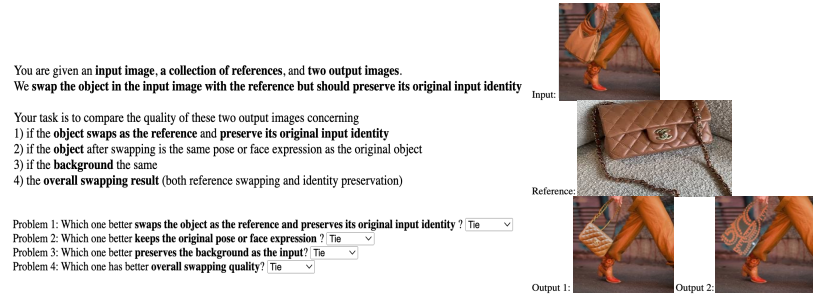 You are given an input image, a collection of references, and two output images.
We swap the object in the input image with the reference but should preserve its original input identity
Your task is to compare the quality of these two output images concerning
1) if the object swaps as the reference and preserve its original input identity
2) if the object after swapping is the same pose or face expression as the original object
3) if the background the same
4) the overall swapping result (both reference swapping and identity preservation)
Problem 1: Which one better swaps the object as the reference and preserves its original input identity ? Tie
Problem 2: Which one better keeps the original pose or face expression ? Tie
Problem 3: Which one better preserves the background as the input? Tie
Problem 4: Which one has better overall swapping quality? Tie
Input:
Reference:
Output 1:
Output 2: